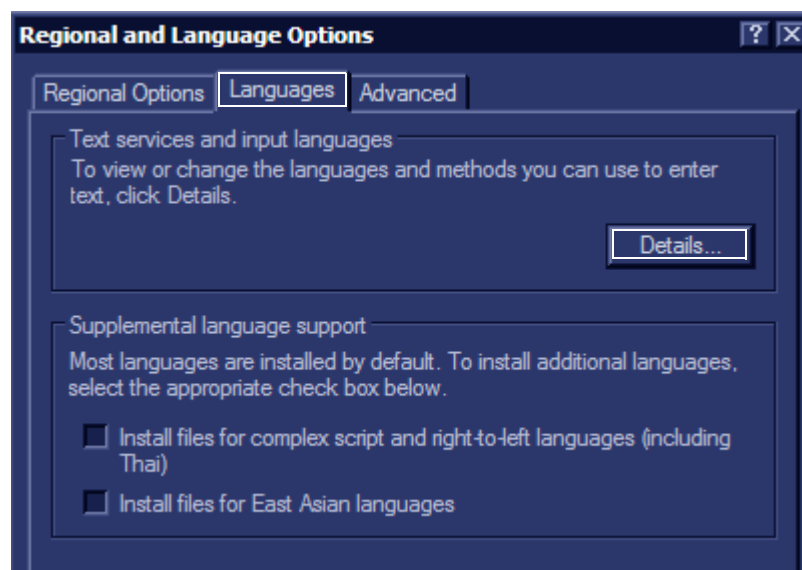 Regional and Language Options
Regional Options Languages Advanced
Text services and input languages
To view or change the languages and methods you can use to enter
text, click Details.
Details...
Supplemental language support
Most languages are installed by default. To install additional languages,
select the appropriate check box below.
Install files for complex script and right-to-left languages (including
Thai)
Install files for East Asian languages